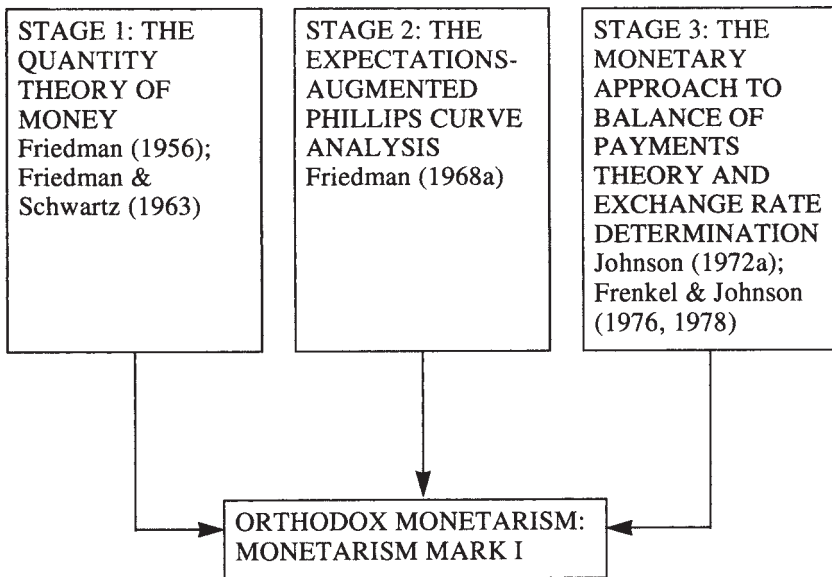 STAGE 1: THE
QUANTITY
THEORY OF
MONEY
Friedman (1956);
Friedman &
Schwartz (1963)
STAGE 2: THE
EXPECTATIONS-
AUGMENTED
PHILLIPS CURVE
ANALYSIS
Friedman (1968a)
STAGE 3: THE
MONETARY
APPROACH TO
BALANCE OF
PAYMENTS
THEORY AND
EXCHANGE RATE
DETERMINATION
Johnson (1972a);
Frenkel & Johnson
(1976, 1978)
ORTHODOX MONETARISM:
MONETARISM MARK I